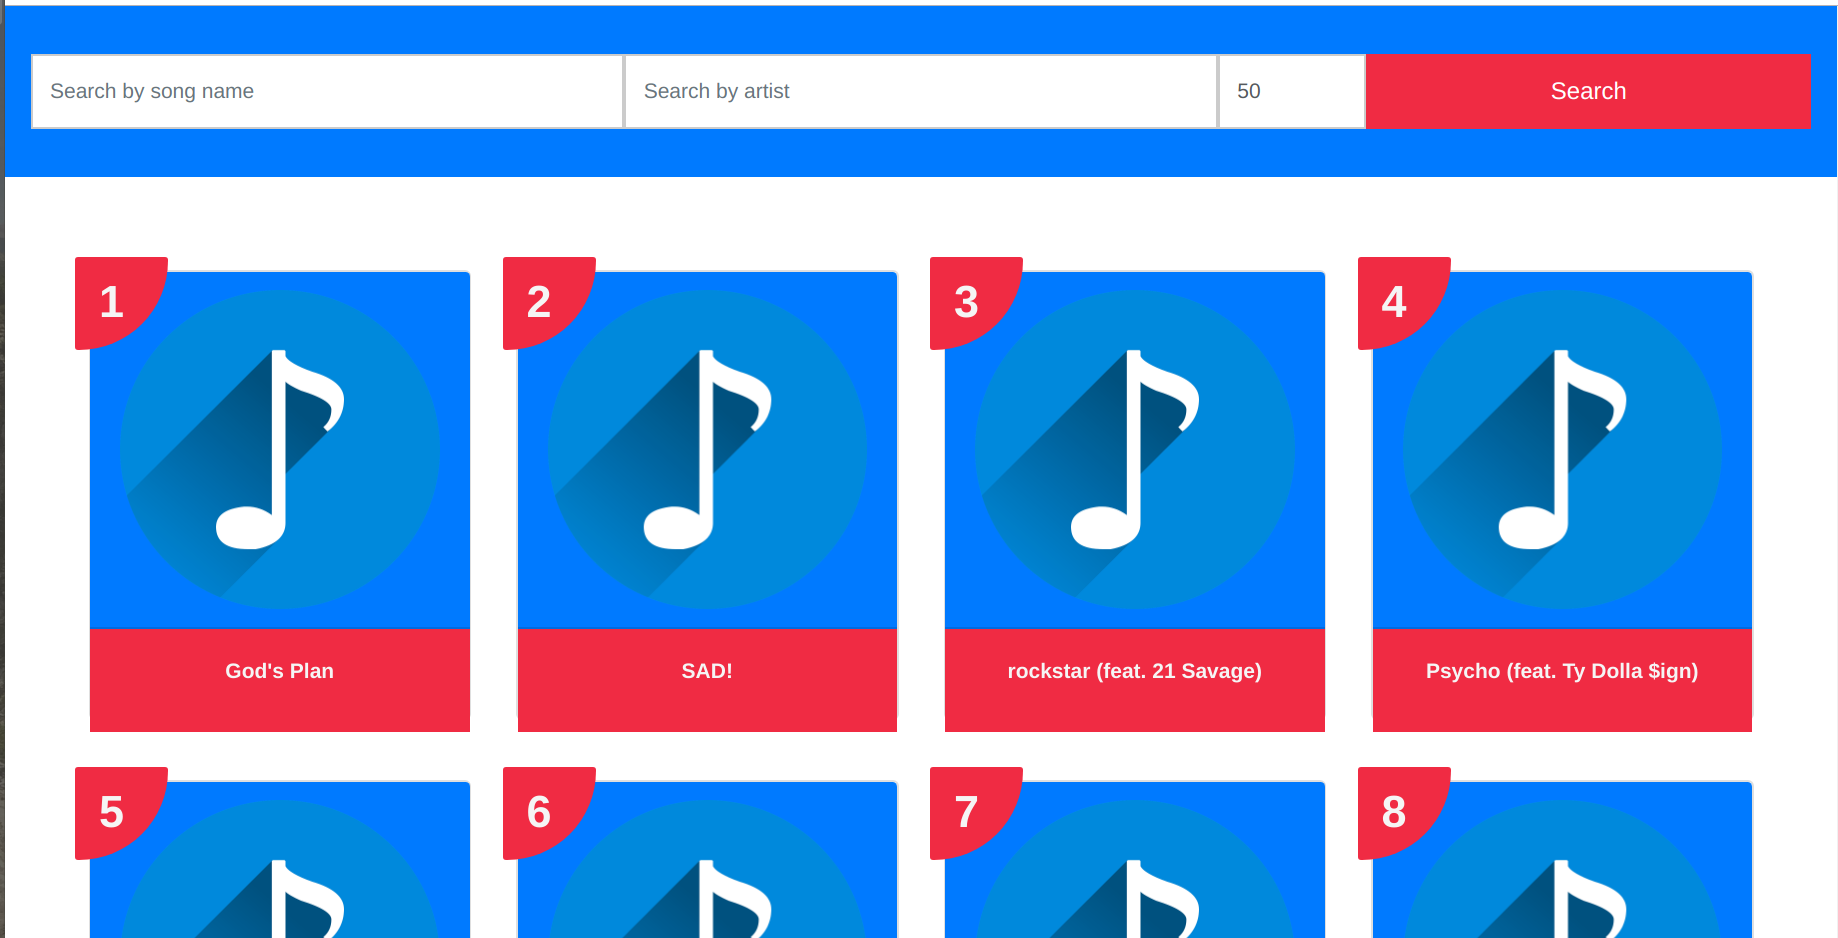 Search by song name
Search by artist
50
Search
1
2
3
4
God's Plan
SAD!
rockstar (feat. 21 Savage)
Psycho (feat. Ty Dolla $ign)
5
6
7
8